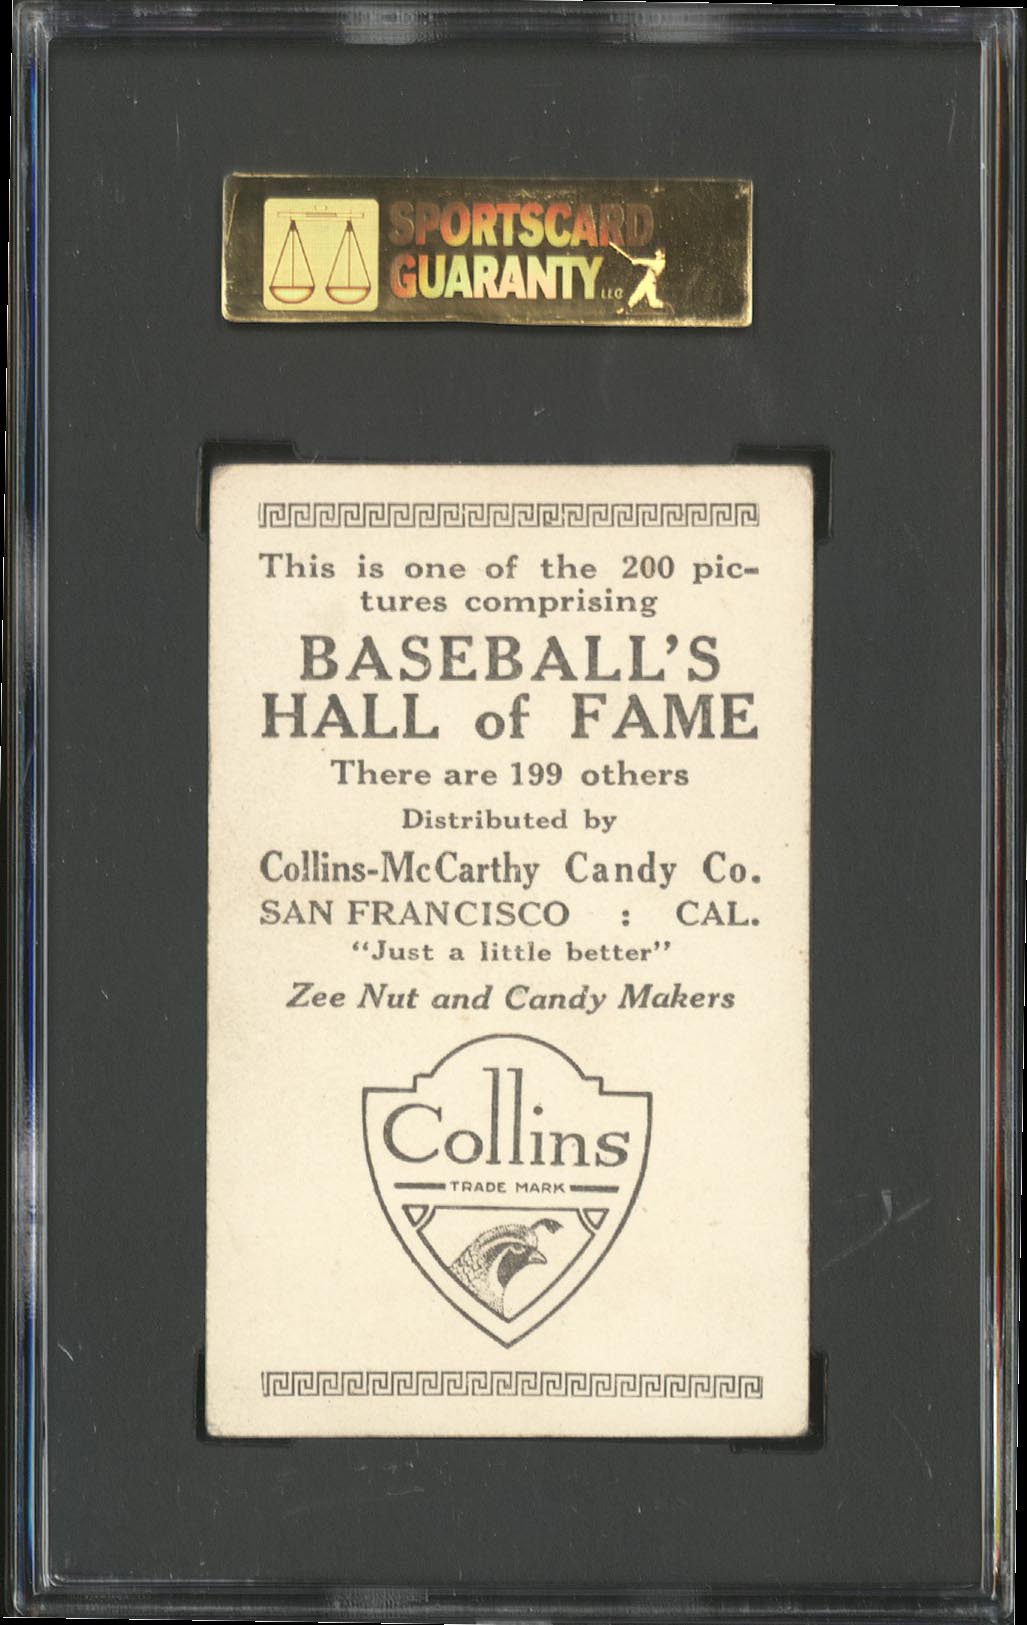 SPORTSCARD
GUARANTY LLC
This is one of the 200 pic-
tures comprising
BASEBALL'S
HALL of FAME
There are 199 others
Distributed by
Collins-McCarthy Candy Co.
SAN FRANCISCO : CAL.
"Just a little better"
Zee Nut and Candy Makers
Collins
TRADE MARK